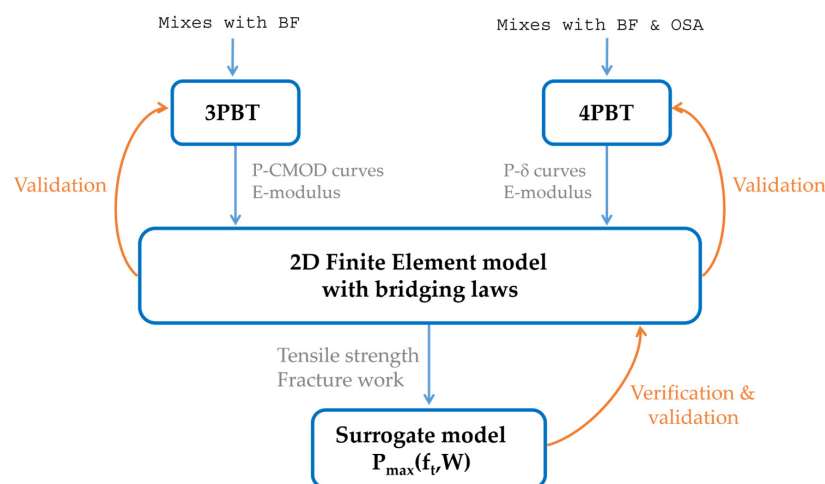 Mixes with BF
Mixes with BF & OSA
3PBT
4PBT
P-CMOD curves
E-modulus
P-δ curves
E-modulus
Validation
Validation
2D Finite Element model
with bridging laws
Tensile strength
Fracture work
Verification &
validation
Surrogate model
Pmax(ft,W)